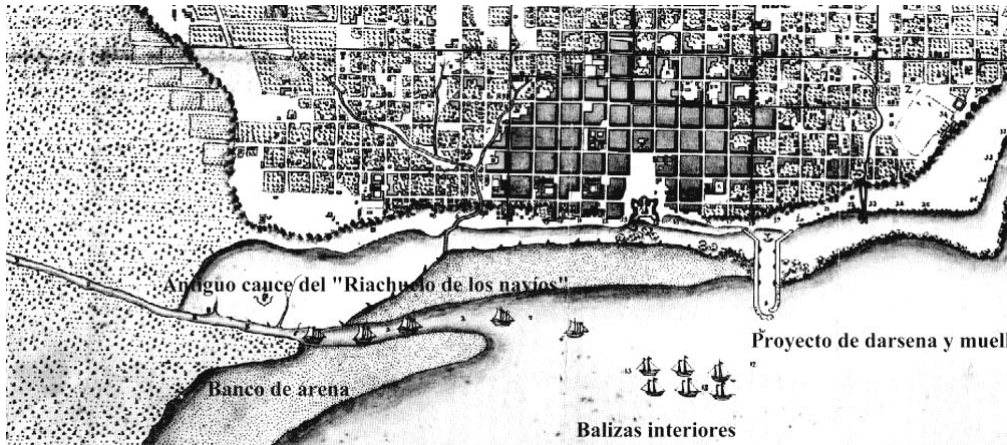 Antiguo cauce del "Riachuelo de los navíos"
Proyecto de darsena y muell
Banco de arena
Balizas interiores